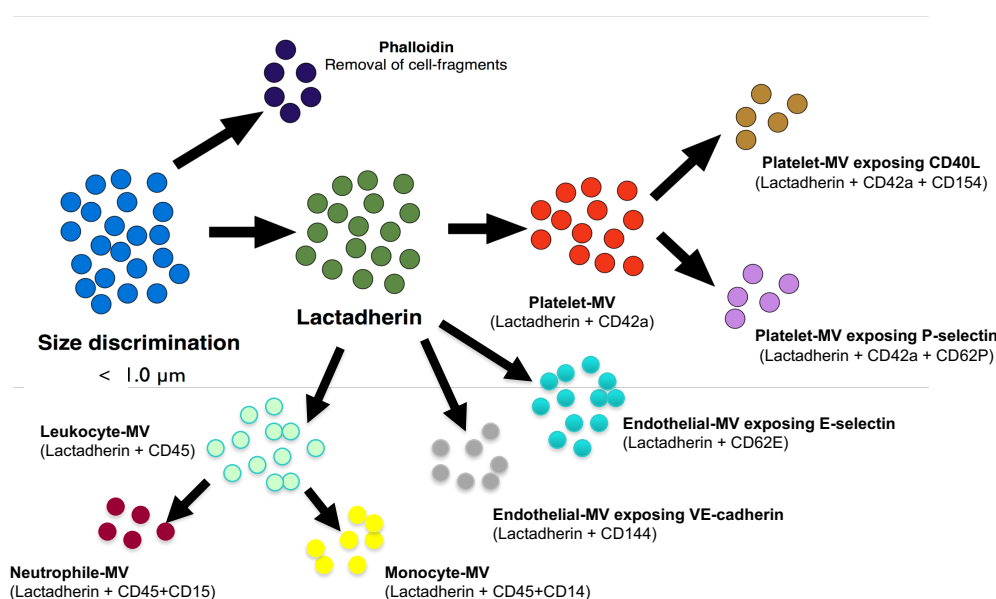 Phalloidin
Removal of cell-fragments
Platelet-MV exposing CD40L
(Lactadherin + CD42a + CD154)
Lactadherin
Platelet-MV
(Lactadherin + CD42a)
Platelet-MV exposing P-selectin
(Lactadherin + CD42a + CD62P)
Size discrimination
< 1.0 µm
Leukocyte-MV
(Lactadherin + CD45)
Endothelial-MV exposing E-selectin
(Lactadherin + CD62E)
Endothelial-MV exposing VE-cadherin
(Lactadherin + CD144)
Neutrophile-MV
(Lactadherin + CD45+CD15)
Monocyte-MV
(Lactadherin + CD45+CD14)